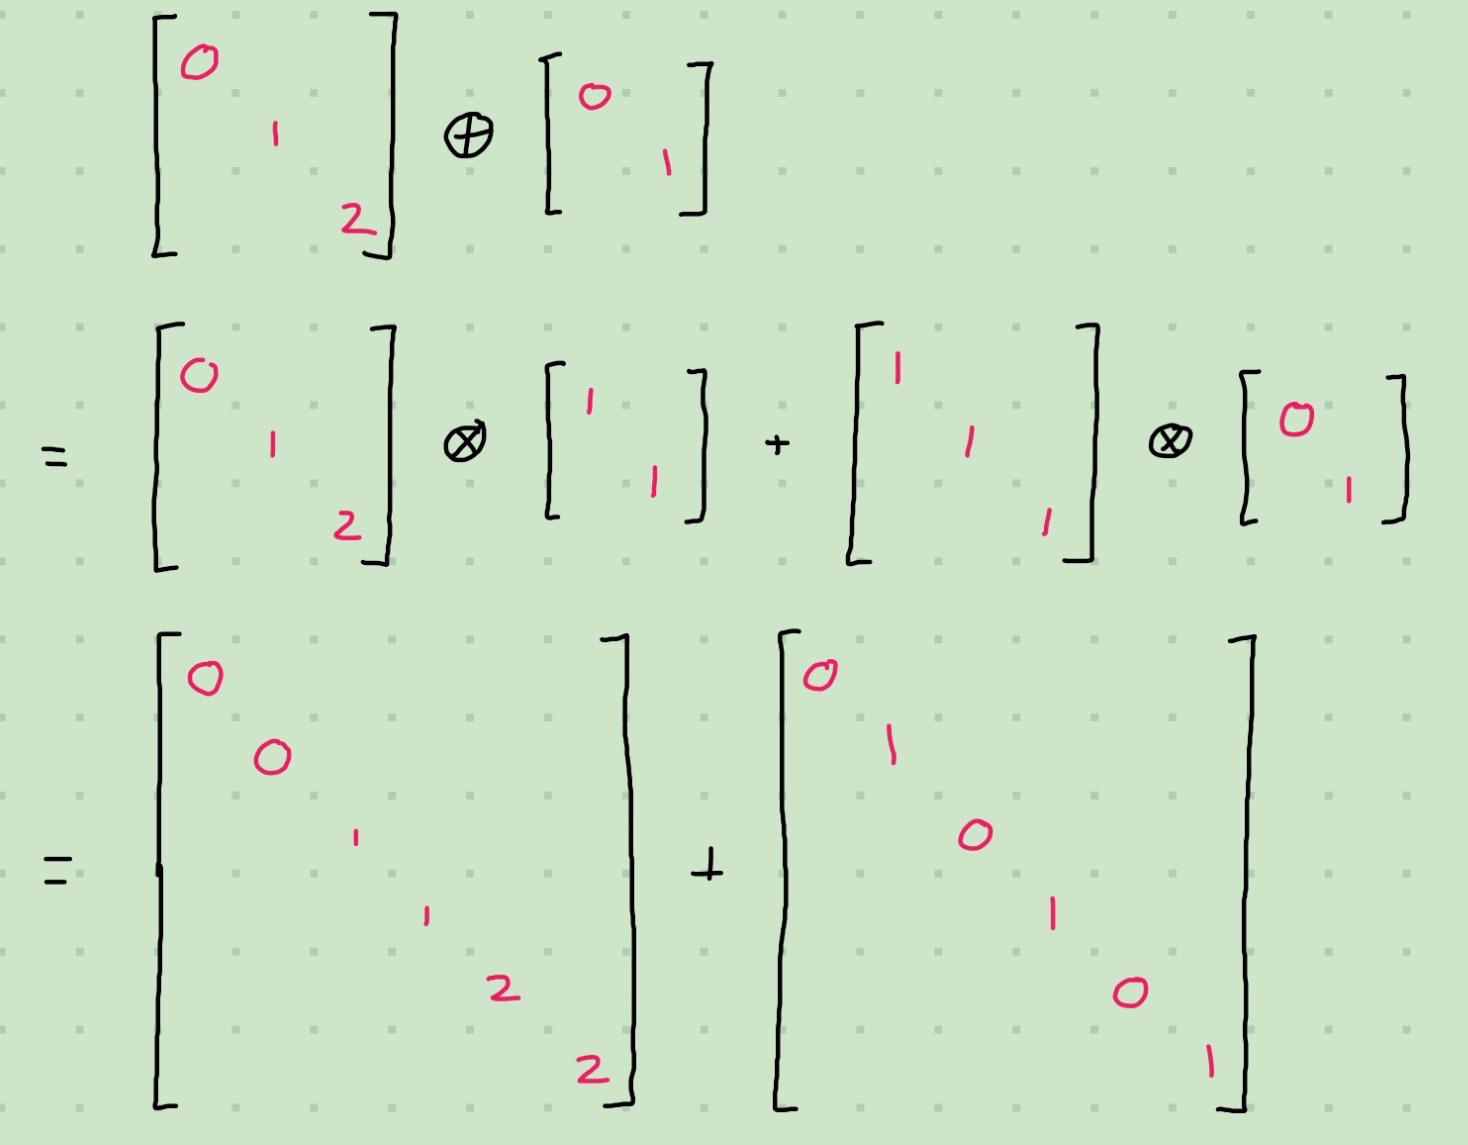 [0 1 2] ⊕ [0 1]
= [0 1 2] ⊗ [1 1] + [1 1 1] ⊗ [0 1]
= [0 0 1 1 2 2] + [0 1 0 1 0 1]